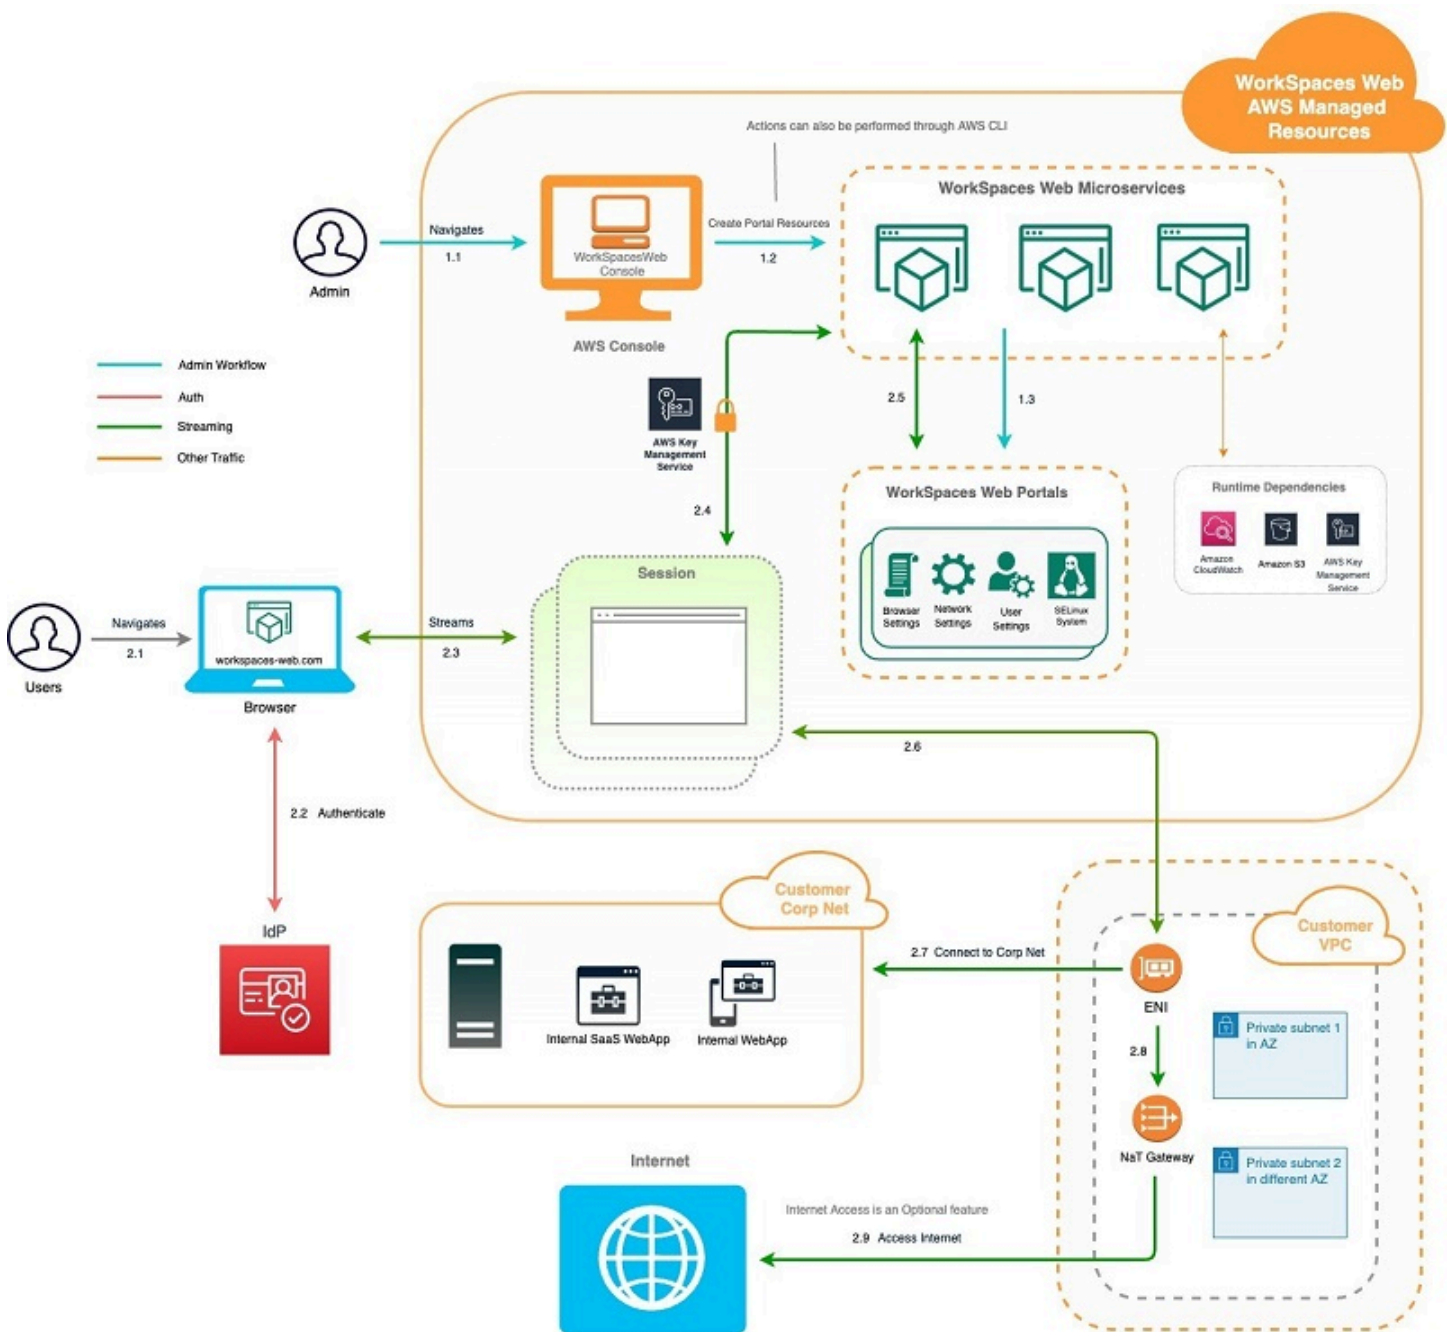 WorkSpaces Web
AWS Managed
Resources
Actions can also be performed through AWS CLI
WorkSpaces Web Microservices
Navigates
1.1
Admin
WorkSpacesWeb
Console
AWS Console
Create Portal Resources
1.2
Admin Workflow
Auth
Streaming
Other Traffic
AWS Key
Management
Service
2.4
2.5
1.3
WorkSpaces Web Portals
Browser
Settings
Network
Settings
User
Settings
SELinux
System
Runtime Dependencies
Amazon
CloudWatch
Amazon S3
AWS Key
Management
Service
Session
Users
Navigates
2.1
workspaces-web.com
Browser
Streams
2.3
2.6
2.2 Authenticate
IdP
Customer
Corp Net
Internal SaaS WebApp
Internal WebApp
2.7 Connect to Corp Net
Customer
VPC
ENI
2.8
NaT Gateway
Private subnet 1
in AZ
Private subnet 2
in different AZ
Internet
Internet Access is an Optional feature
2.9 Access Internet